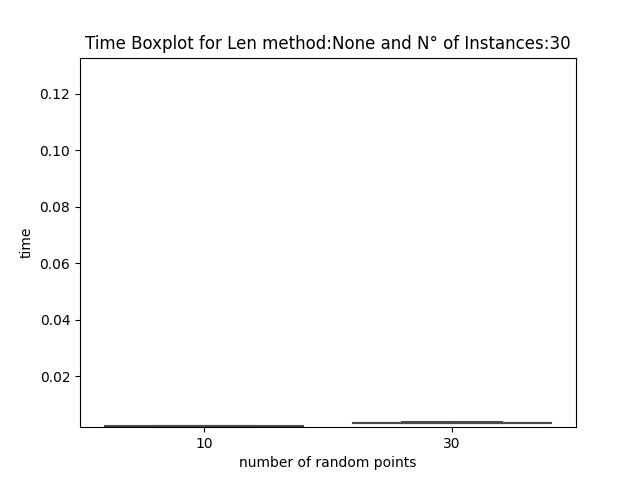 Time Boxplot for Len method:None and N° of Instances:30
0.12
0.10
0.08
0.06
0.04
0.02
time
10 30
number of random points